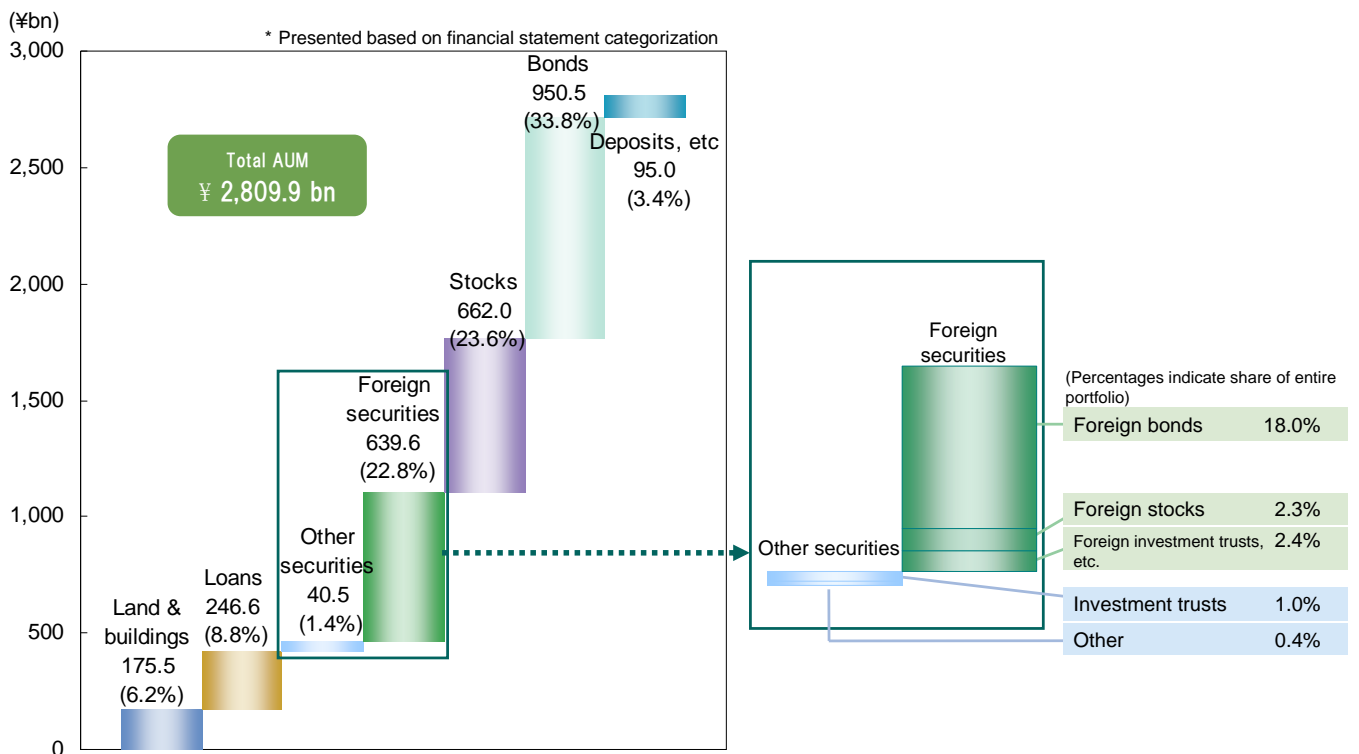 (¥bn)
* Presented based on financial statement categorization
3,000
2,500
2,000
1,500
1,000
500
0
Total AUM
¥ 2,809.9 bn
Land &
buildings
175.5
(6.2%)
Loans
246.6
(8.8%)
Other
securities
40.5
(1.4%)
Foreign
securities
639.6
(22.8%)
Stocks
662.0
(23.6%)
Bonds
950.5
(33.8%)
Deposits, etc
95.0
(3.4%)
Other securities
Foreign
securities
(Percentages indicate share of entire
portfolio)
Foreign bonds 18.0%
Foreign stocks 2.3%
Foreign investment trusts, 2.4%
etc.
Investment trusts 1.0%
Other 0.4%